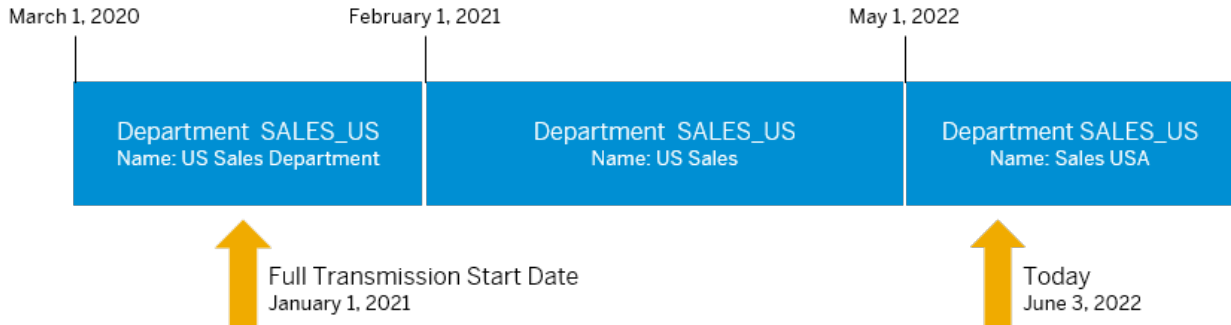 March 1, 2020
February 1, 2021
May 1, 2022
Department SALES_US
Name: US Sales Department
Department SALES_US
Name: US Sales
Department SALES_US
Name: Sales USA
Full Transmission Start Date
January 1, 2021
Today
June 3, 2022